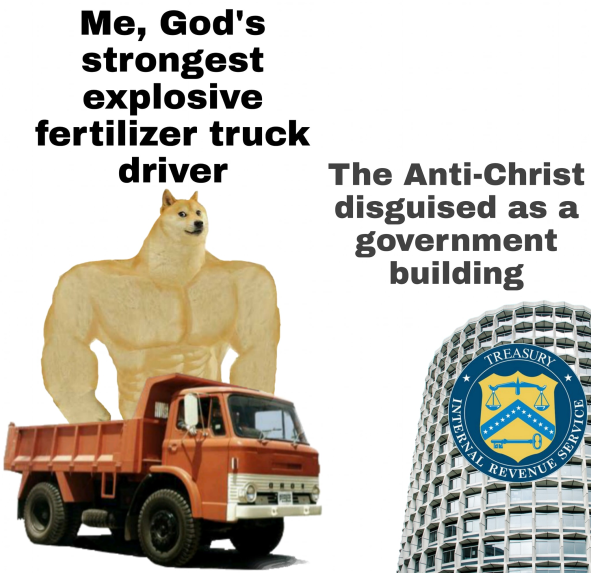 Me, God's
strongest
explosive
fertilizer truck
driver
The Anti-Christ
disguised as a
government
building
TREASURY
INTERNAL REVENUE SERVICE